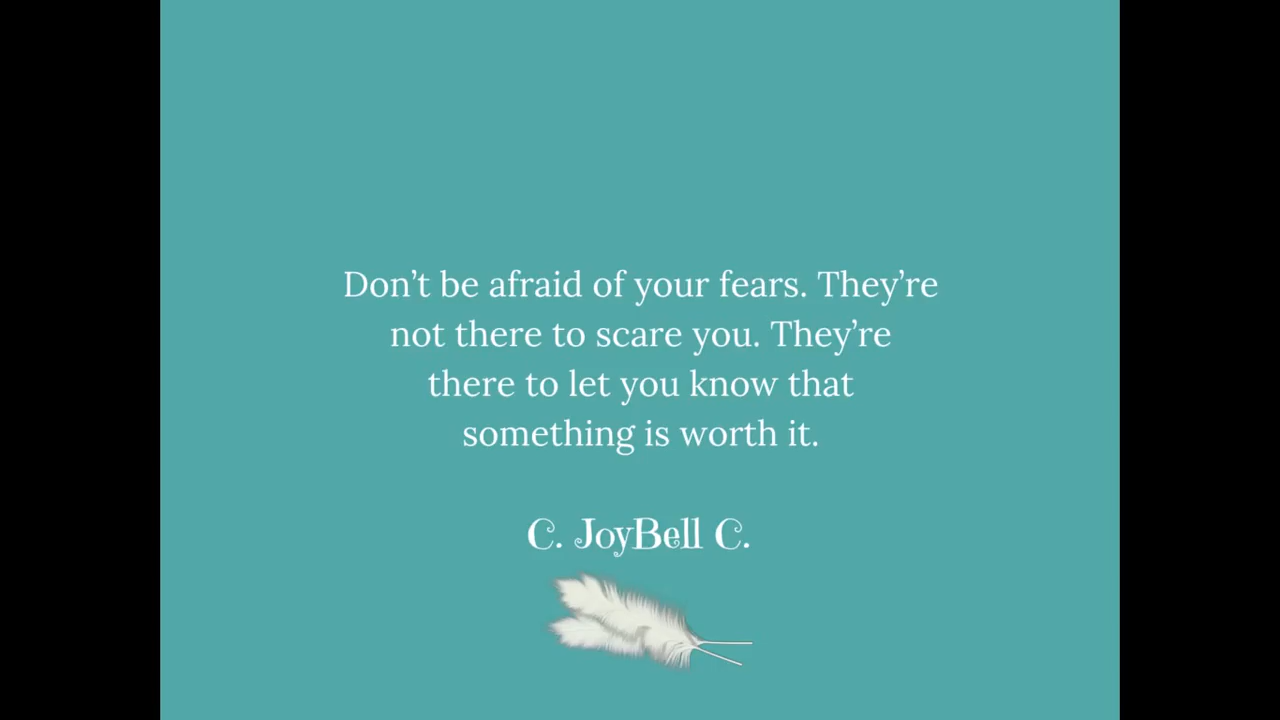 Don’t be afraid of your fears. They’re
not there to scare you. They’re
there to let you know that
something is worth it.
C. JoyBell C.